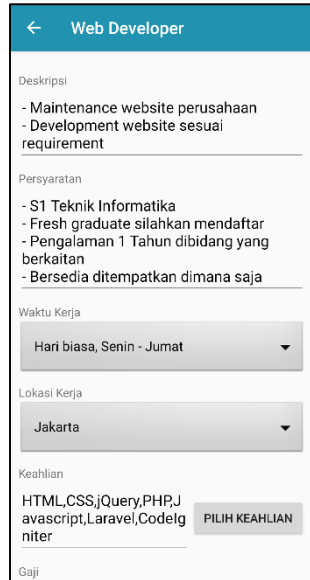 Web Developer
Deskripsi
- Maintenance website perusahaan
- Development website sesuai
requirement
Persyaratan
- S1 Teknik Informatika
- Fresh graduate silahkan mendaftar
- Pengalaman 1 Tahun dibidang yang
berkaitan
- Bersedia ditempatkan dimana saja
Waktu Kerja
Hari biasa, Senin - Jumat
Lokasi Kerja
Jakarta
Keahlian
HTML,CSS,jQuery,PHP,J
avascript,Laravel,CodeIg
niter
PILIH KEAHLIAN
Gaji